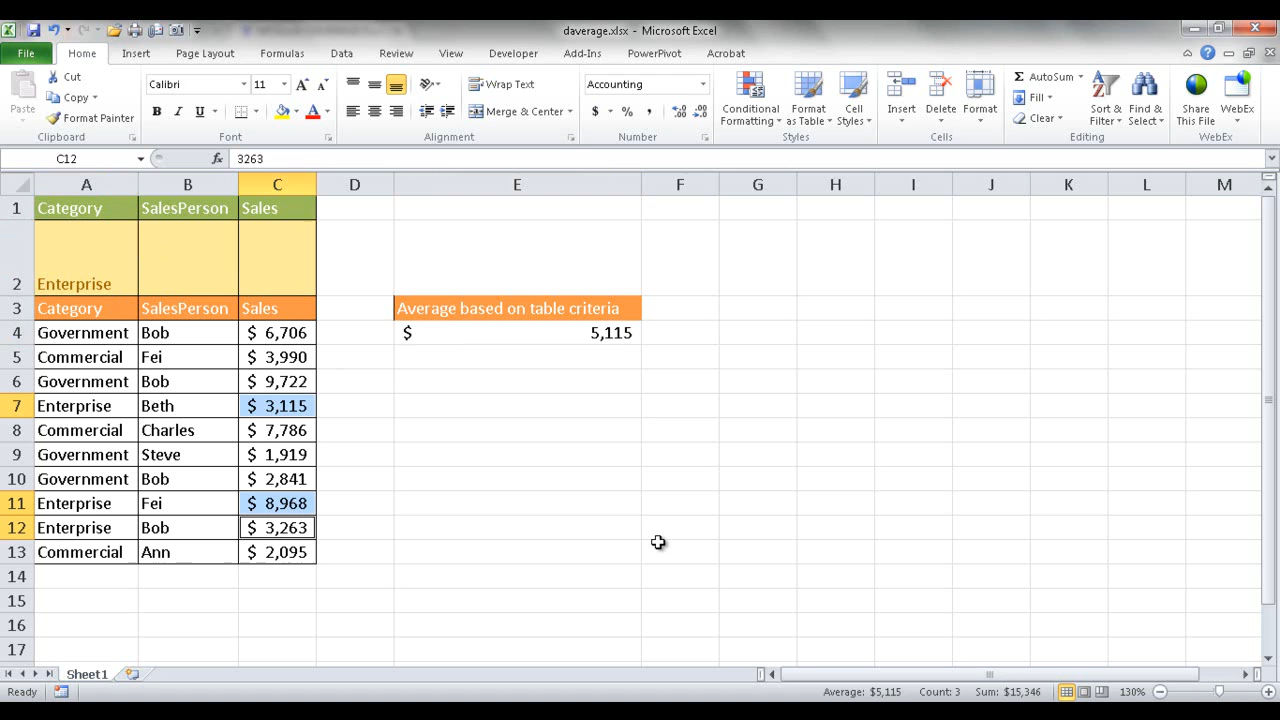 daverage.xlsx - Microsoft Excel
File Home Insert Page Layout Formulas Data Review View Developer Add-Ins PowerPivot Acrobat
Paste
Cut
Copy
Format Painter
Clipboard
Calibri 11
B I U
Font
Wrap Text
Merge & Center
Alignment
Accounting
$ % ,
Number
Conditional Formatting
Format as Table
Cell Styles
Styles
Insert
Delete
Format
Cells
Σ AutoSum
Fill
Clear
Sort & Filter
Find & Select
Editing
Share This File
WebEx
WebEx
C12 fx 3263
A B C D E F G H I J K L M
1 Category SalesPerson Sales
2 Enterprise
3 Category SalesPerson Sales Average based on table criteria
4 Government Bob $ 6,706 $ 5,115
5 Commercial Fei $ 3,990
6 Government Bob $ 9,722
7 Enterprise Beth $ 3,115
8 Commercial Charles $ 7,786
9 Government Steve $ 1,919
10 Government Bob $ 2,841
11 Enterprise Fei $ 8,968
12 Enterprise Bob $ 3,263
13 Commercial Ann $ 2,095
14
15
16
17
Sheet1
Ready Average: $5,115 Count: 3 Sum: $15,346 130%